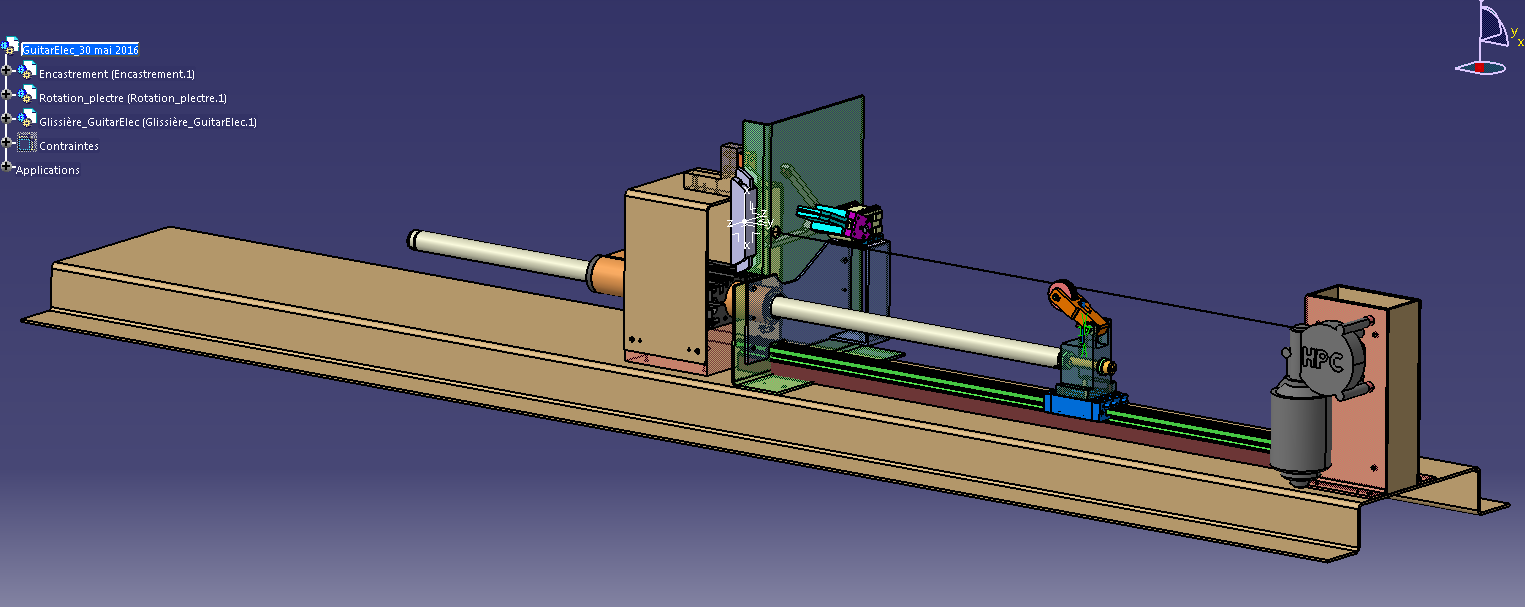 GuitarElec_30 mai 2016
Encastrement (Encastrement.1)
Rotation_plectre (Rotation_plectre.1)
Glissière_GuitarElec (Glissière_GuitarElec.1)
Contraintes
Applications
y
x
HPC